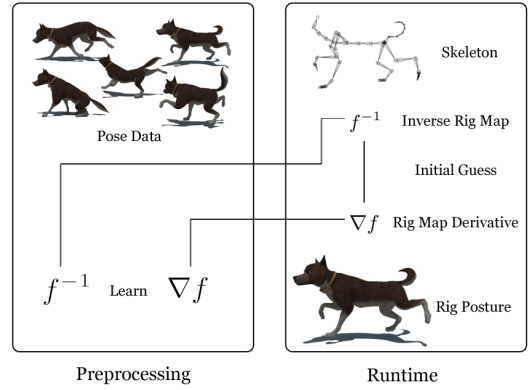 Pose Data
f⁻¹ Learn ∇f
Preprocessing
Skeleton
f⁻¹ Inverse Rig Map
Initial Guess
∇f Rig Map Derivative
Rig Posture
Runtime